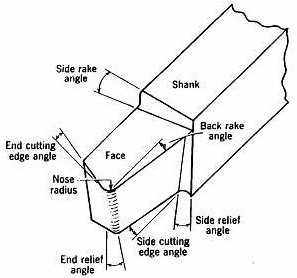 Side rake
angle
Shank
Back rake
angle
End cutting
edge angle
Face
Nose
radius
Side relief
angle
Side cutting
edge angle
End relief
angle